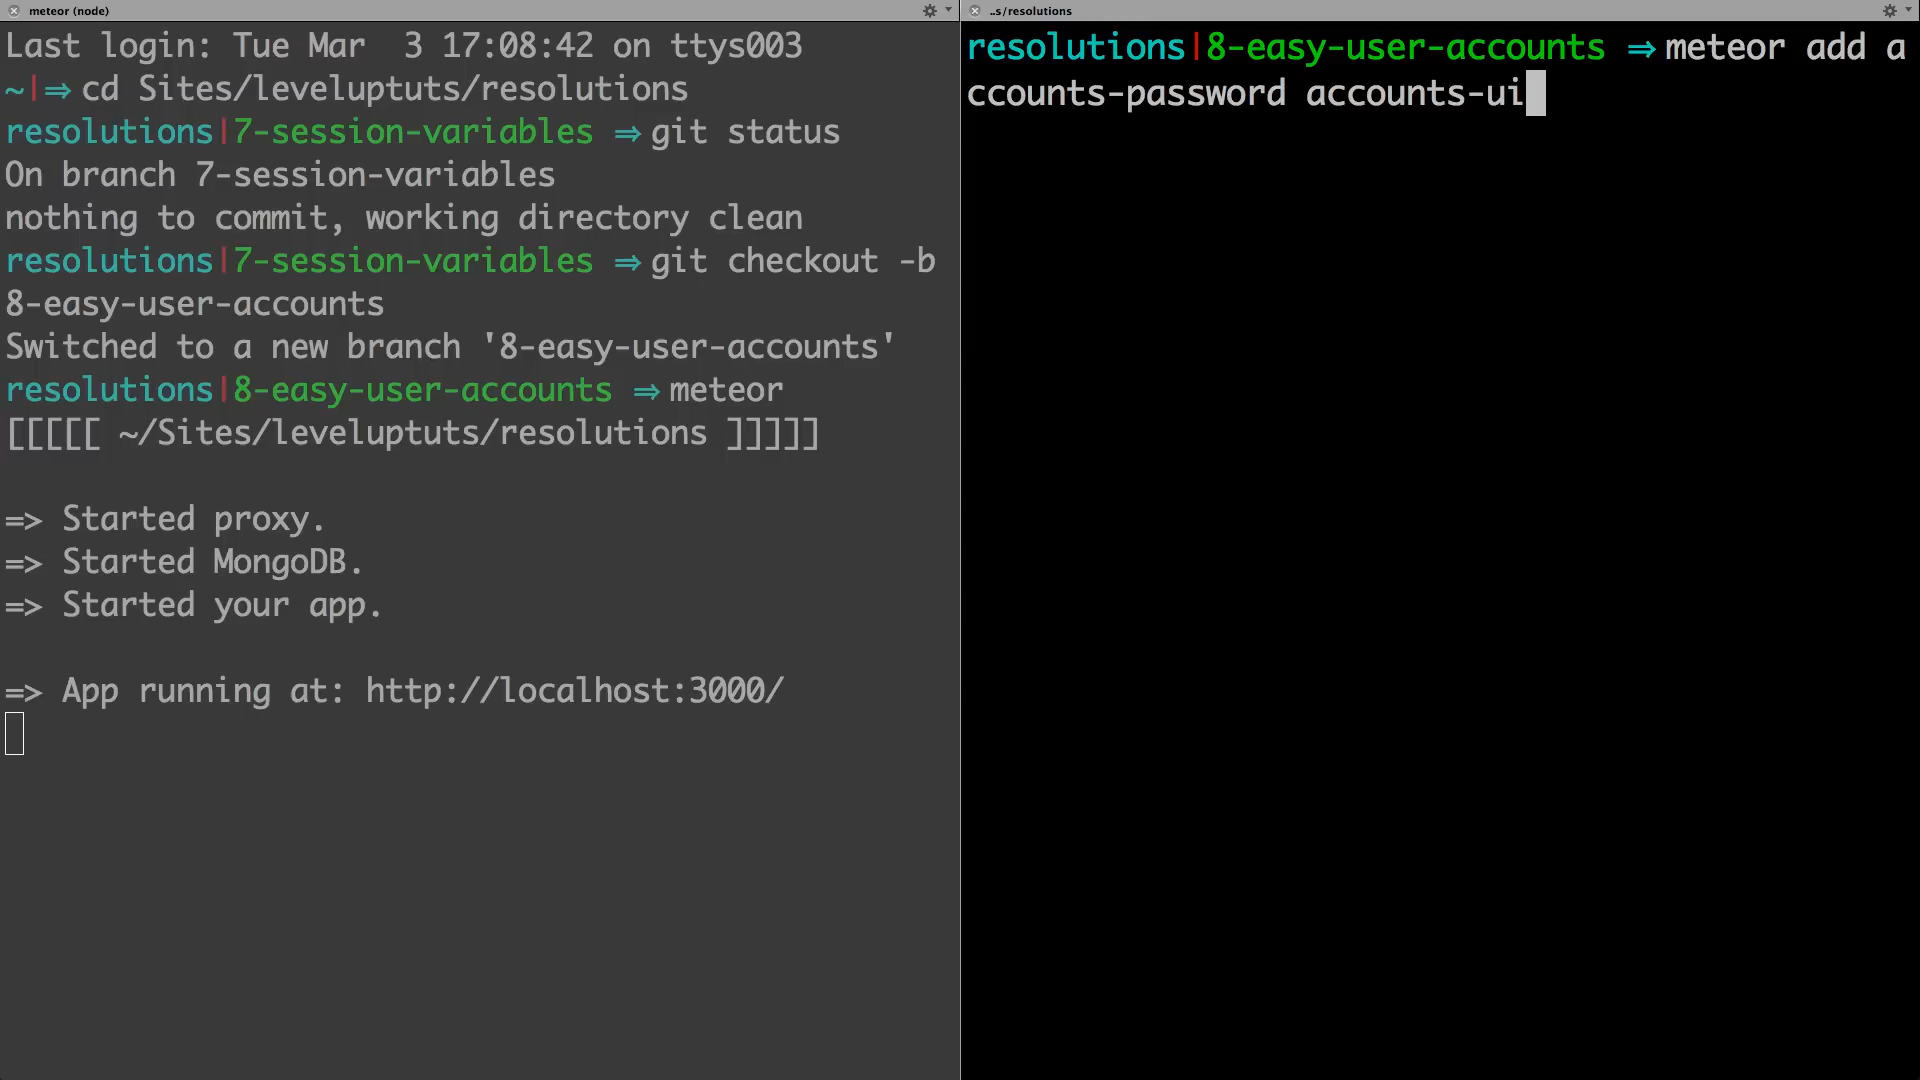 meteor (node)
Last login: Tue Mar  3 17:08:42 on ttys003
~|⇒ cd Sites/leveluptuts/resolutions
resolutions|7-session-variables ⇒ git status
On branch 7-session-variables
nothing to commit, working directory clean
resolutions|7-session-variables ⇒ git checkout -b
8-easy-user-accounts
Switched to a new branch '8-easy-user-accounts'
resolutions|8-easy-user-accounts ⇒ meteor
[[[[[ ~/Sites/leveluptuts/resolutions ]]]]]
=> Started proxy.
=> Started MongoDB.
=> Started your app.
=> App running at: http://localhost:3000/
..s/resolutions
resolutions|8-easy-user-accounts ⇒ meteor add a
ccounts-password accounts-ui